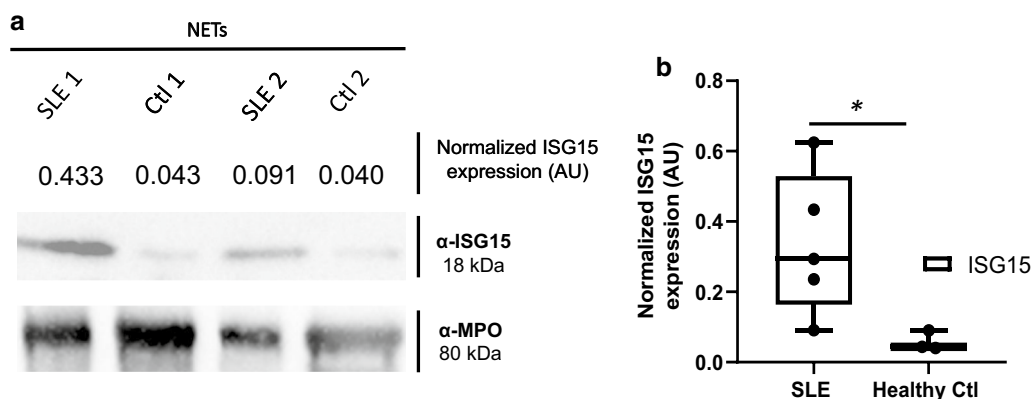 a
NETs
SLE 1
Ctl 1
SLE 2
Ctl 2
Normalized ISG15
expression (AU)
0.433 0.043 0.091 0.040
α-ISG15
18 kDa
α-MPO
80 kDa
b
Normalized ISG15
expression (AU)
0.8
0.6
0.4
0.2
0.0
*
ISG15
SLE
Healthy Ctl